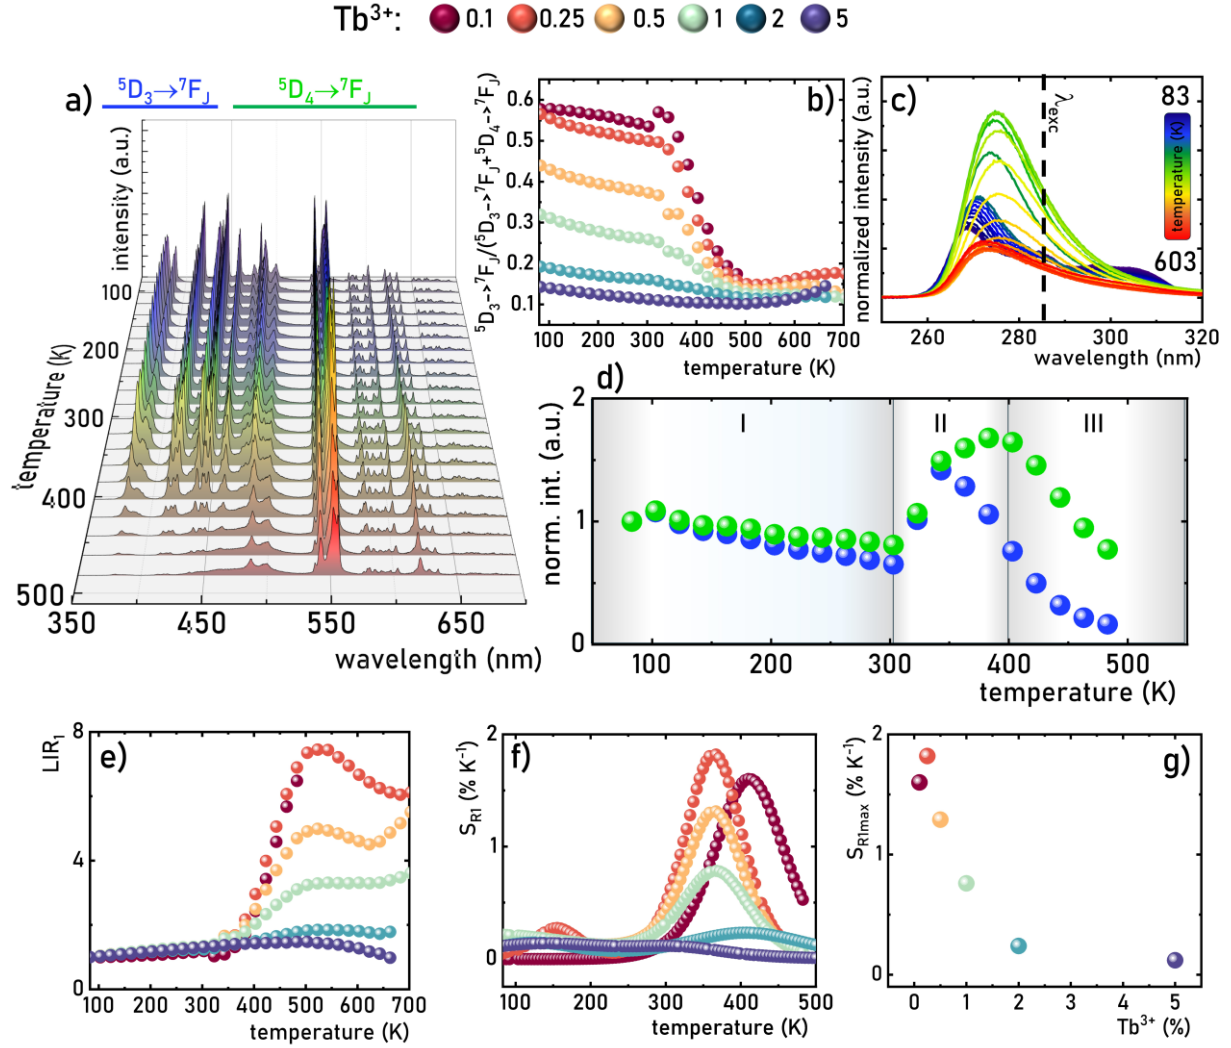 Tb³⁺: 0.1 0.25 0.5 1 2 5
a)
⁵D₃→⁷F_J
⁵D₄→⁷F_J
intensity (a.u.)
100
200
300
400
500
temperature (K)
350 450 550 650
wavelength (nm)
b)
⁵D₃->⁷F_J/(⁵D₃->⁷F_J+⁵D₄->⁷F_J)
0.6
0.5
0.4
0.3
0.2
0.1
100 200 300 400 500 600 700
temperature (K)
c)
normalized intensity (a.u.)
λexc
83
temperature (K)
603
260 280 300 320
wavelength (nm)
d)
norm. int. (a.u.)
2
1
0
I II III
100 200 300 400 500
temperature (K)
e)
LIR₁
8
4
0
100 200 300 400 500 600 700
temperature (K)
f)
S_R1 (% K⁻¹)
2
1
0
100 200 300 400 500
temperature (K)
g)
S_R1max (% K⁻¹)
2
1
0
0 1 2 3 4 5
Tb³⁺ (%)